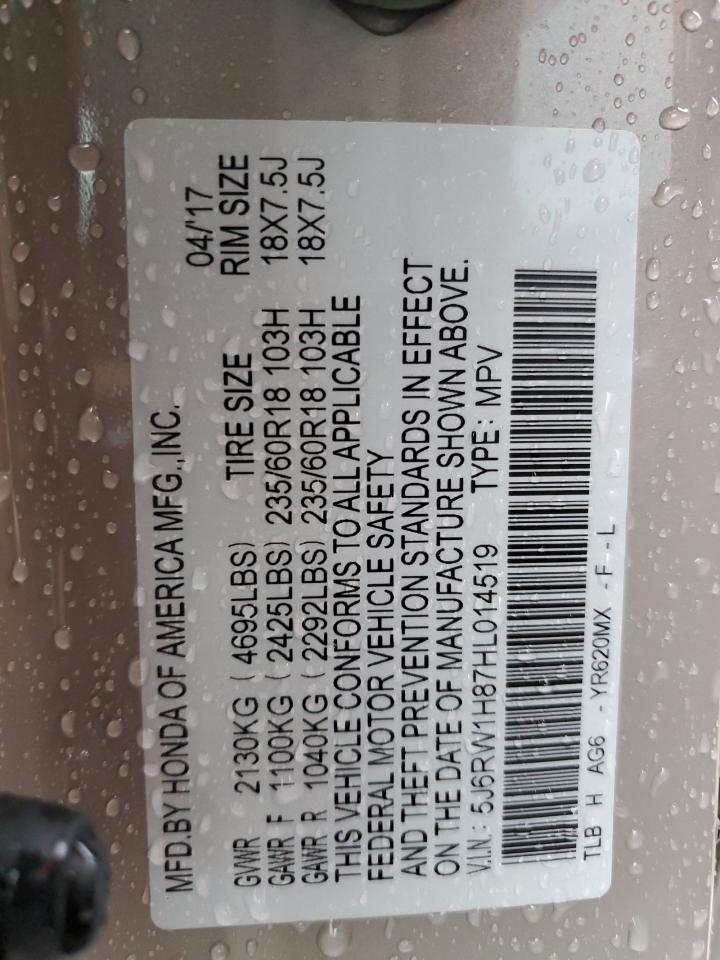 MFD.BY HONDA OF AMERICA MFG.,INC. 04/'17
TIRE SIZE RIM SIZE
GVWR 2130KG ( 4695LBS)
GAWR F 1100KG ( 2425LBS) 235/60R18 103H 18X7.5J
GAWR R 1040KG ( 2292LBS) 235/60R18 103H 18X7.5J
THIS VEHICLE CONFORMS TO ALL APPLICABLE
FEDERAL MOTOR VEHICLE SAFETY
AND THEFT PREVENTION STANDARDS IN EFFECT
ON THE DATE OF MANUFACTURE SHOWN ABOVE.
V.I.N.: 5J6RW1H87HL014519 TYPE: MPV
TLB H AG6 - YR620MX - F - L